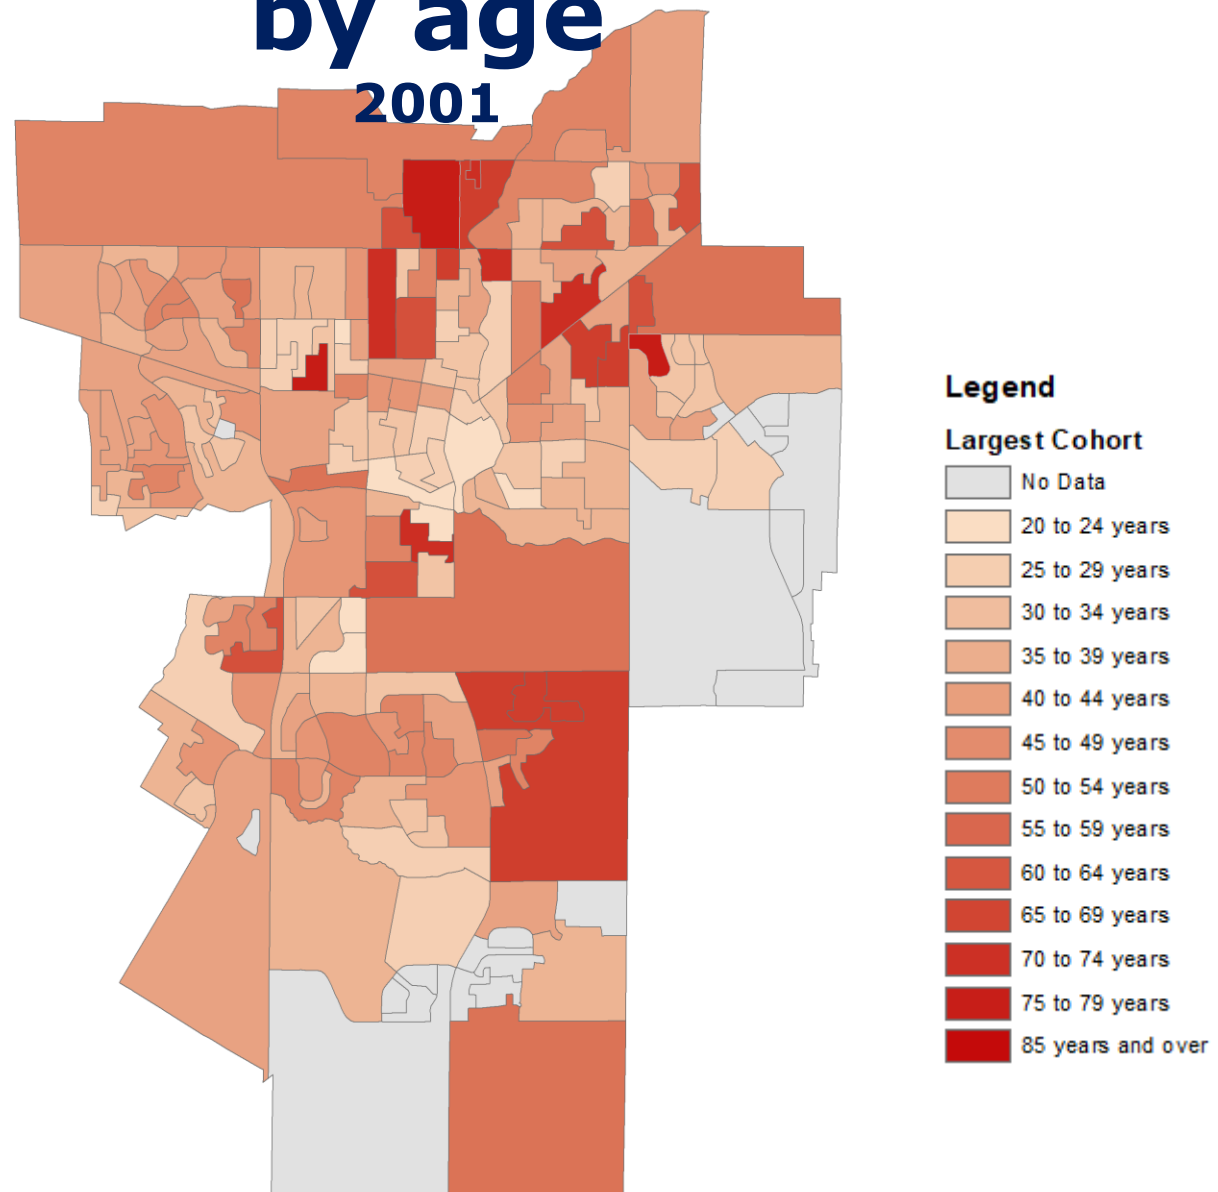 by age
2001
Legend
Largest Cohort
No Data
20 to 24 years
25 to 29 years
30 to 34 years
35 to 39 years
40 to 44 years
45 to 49 years
50 to 54 years
55 to 59 years
60 to 64 years
65 to 69 years
70 to 74 years
75 to 79 years
85 years and over